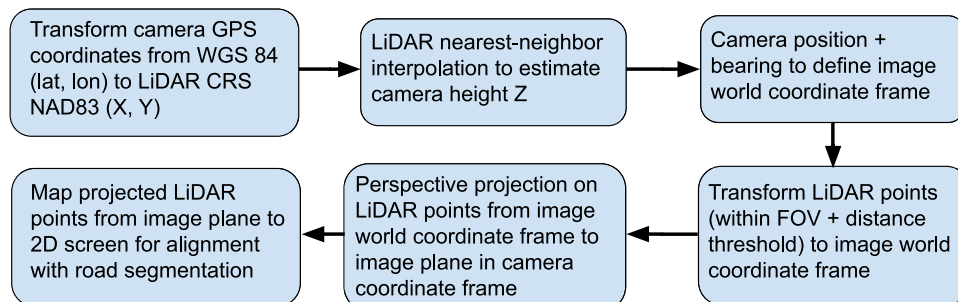 Transform camera GPS
coordinates from WGS 84
(lat, lon) to LiDAR CRS
NAD83 (X, Y)
LiDAR nearest-neighbor
interpolation to estimate
camera height Z
Camera position +
bearing to define image
world coordinate frame
Transform LiDAR points
(within FOV + distance
threshold) to image world
coordinate frame
Perspective projection on
LiDAR points from image
world coordinate frame to
image plane in camera
coordinate frame
Map projected LiDAR
points from image plane to
2D screen for alignment
with road segmentation